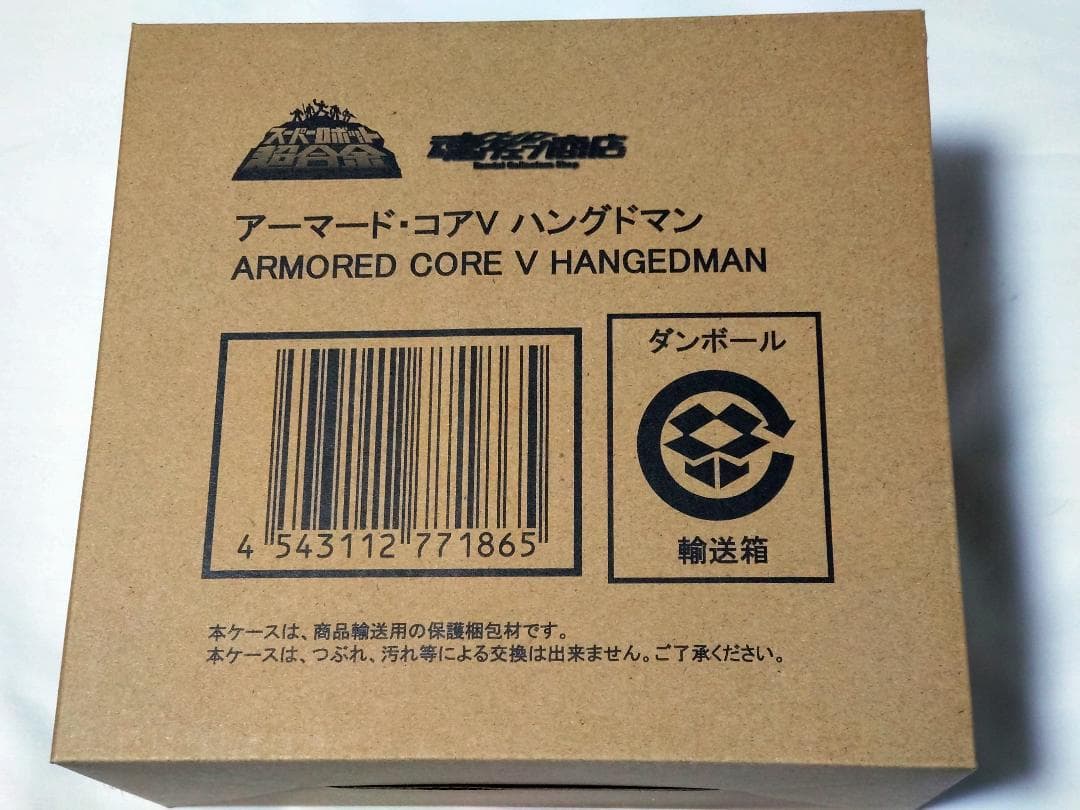 スーパーロボット
超合金
魂ウェブ商店
Bandai Collectors Shop
アーマード・コアV ハングドマン
ARMORED CORE V HANGEDMAN
4 543112 771865
ダンボール
輸送箱
本ケースは、商品輸送用の保護梱包材です。
本ケースは、つぶれ、汚れ等による交換は出来ません。ご了承ください。